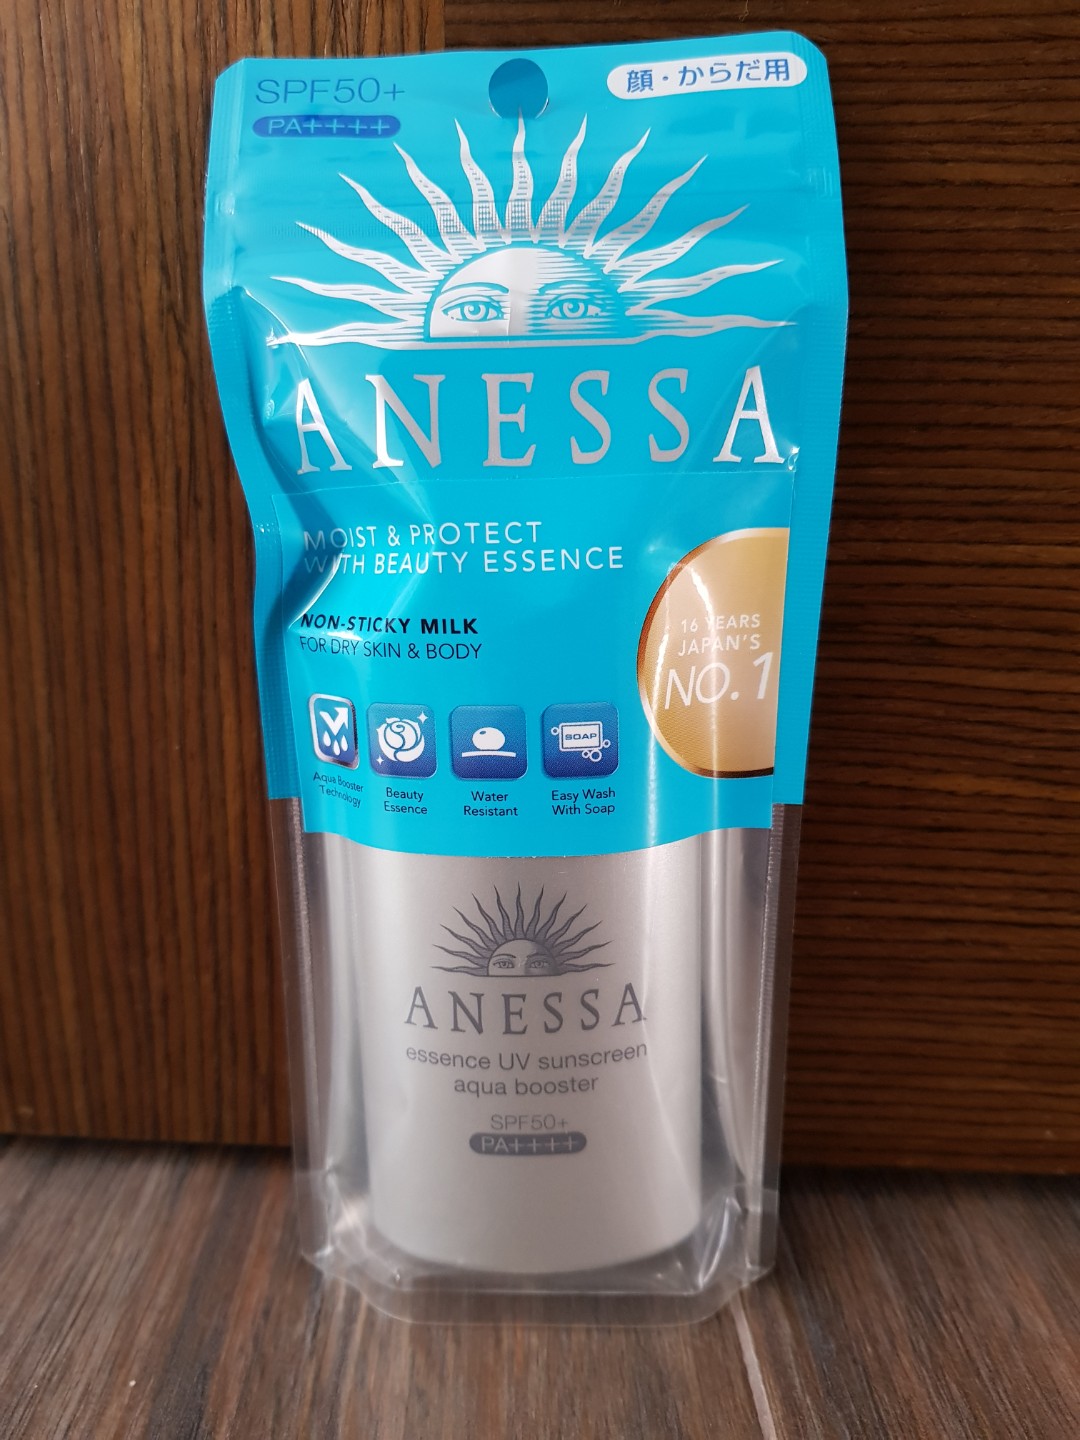 SPF50+
PA++++
顔・からだ用
ANESSA
MOIST & PROTECT
WITH BEAUTY ESSENCE
NON-STICKY MILK
FOR DRY SKIN & BODY
16 YEARS
JAPAN'S
NO.1
Aqua Booster
Technology
Beauty
Essence
Water
Resistant
SOAP
Easy Wash
With Soap
ANESSA
essence UV sunscreen
aqua booster
SPF50+
PA++++